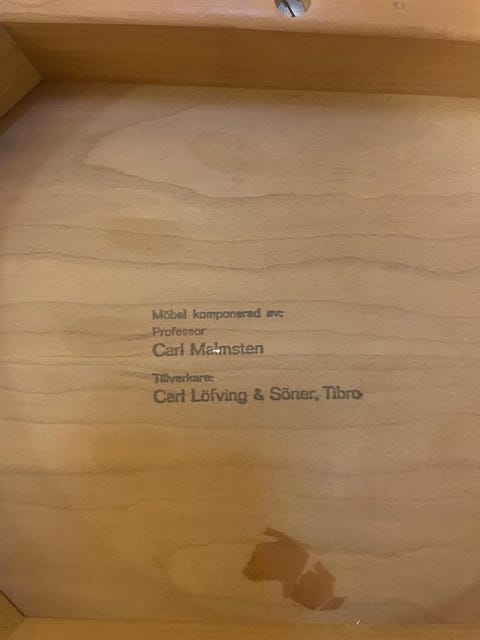 Möbel komponerad av:
Professor
Carl Malmsten
Tillverkare:
Carl Löfving & Söner, Tibro